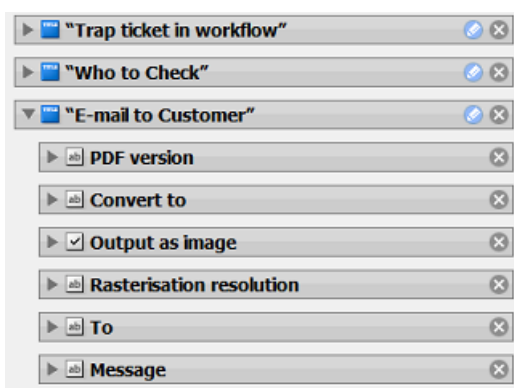 "Trap ticket in workflow"
"Who to Check"
"E-mail to Customer"
PDF version
Convert to
Output as image
Rasterisation resolution
To
Message